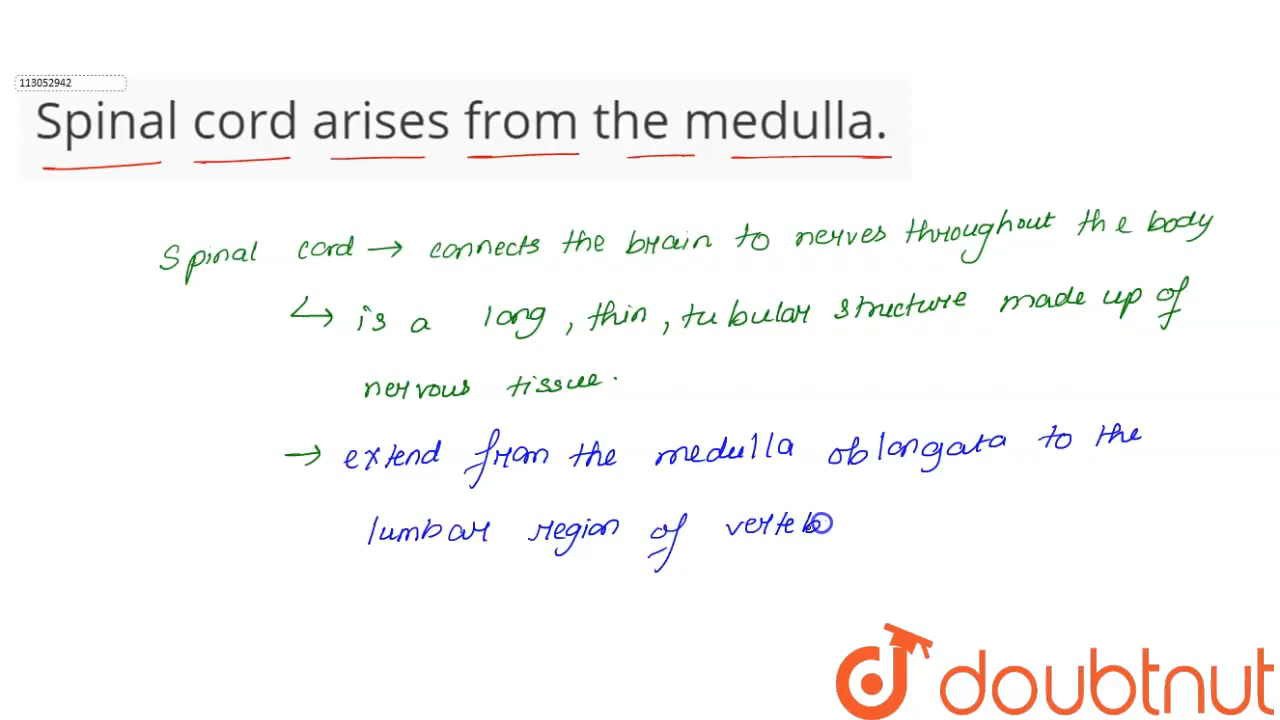 113052942
Spinal cord arises from the medulla.
Spinal cord → connects the brain to nerves throughout the body
↳ is a long, thin, tubular structure made up of
nervous tissue.
→ extend from the medulla oblongata to the
lumbar region of verteb
doubtnut